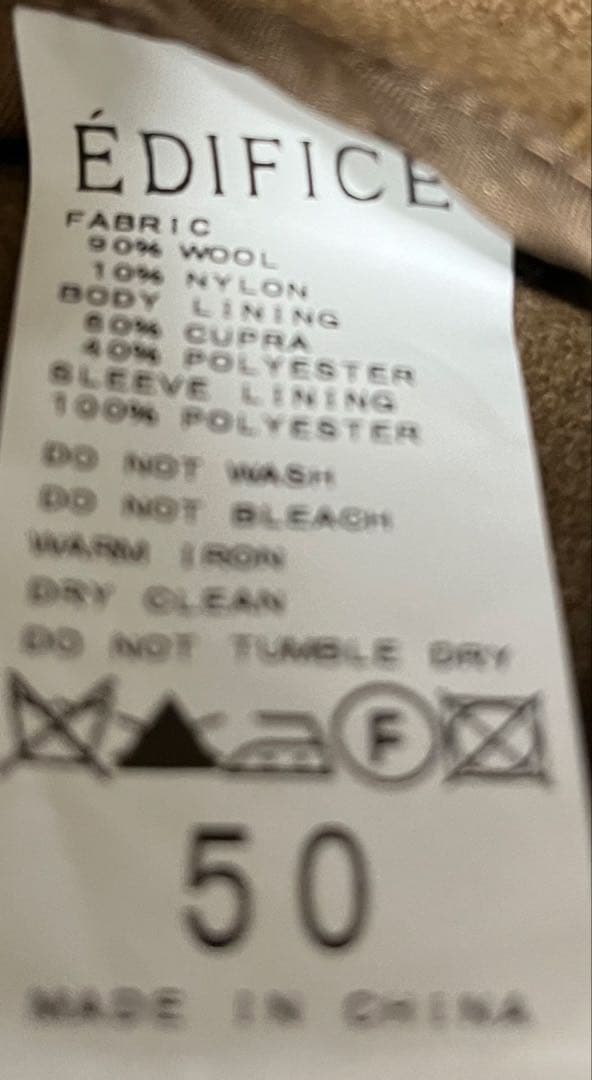 ÉDIFICE
FABRIC
90% WOOL
10% NYLON
BODY LINING
60% CUPRA
40% POLYESTER
SLEEVE LINING
100% POLYESTER
DO NOT WASH
DO NOT BLEACH
WARM IRON
DRY CLEAN
DO NOT TUMBLE DRY
F
50
MADE IN CHINA